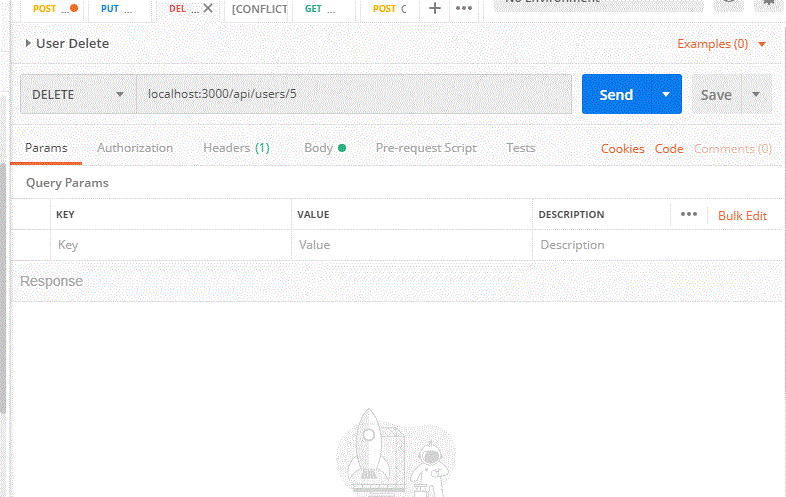 POST ... PUT ... DEL ... [CONFLICT GET ... POST + •••
No Environment
User Delete Examples (0)
DELETE localhost:3000/api/users/5 Send Save
Params Authorization Headers (1) Body Pre-request Script Tests Cookies Code Comments (0)
Query Params
KEY VALUE DESCRIPTION ••• Bulk Edit
Key Value Description
Response